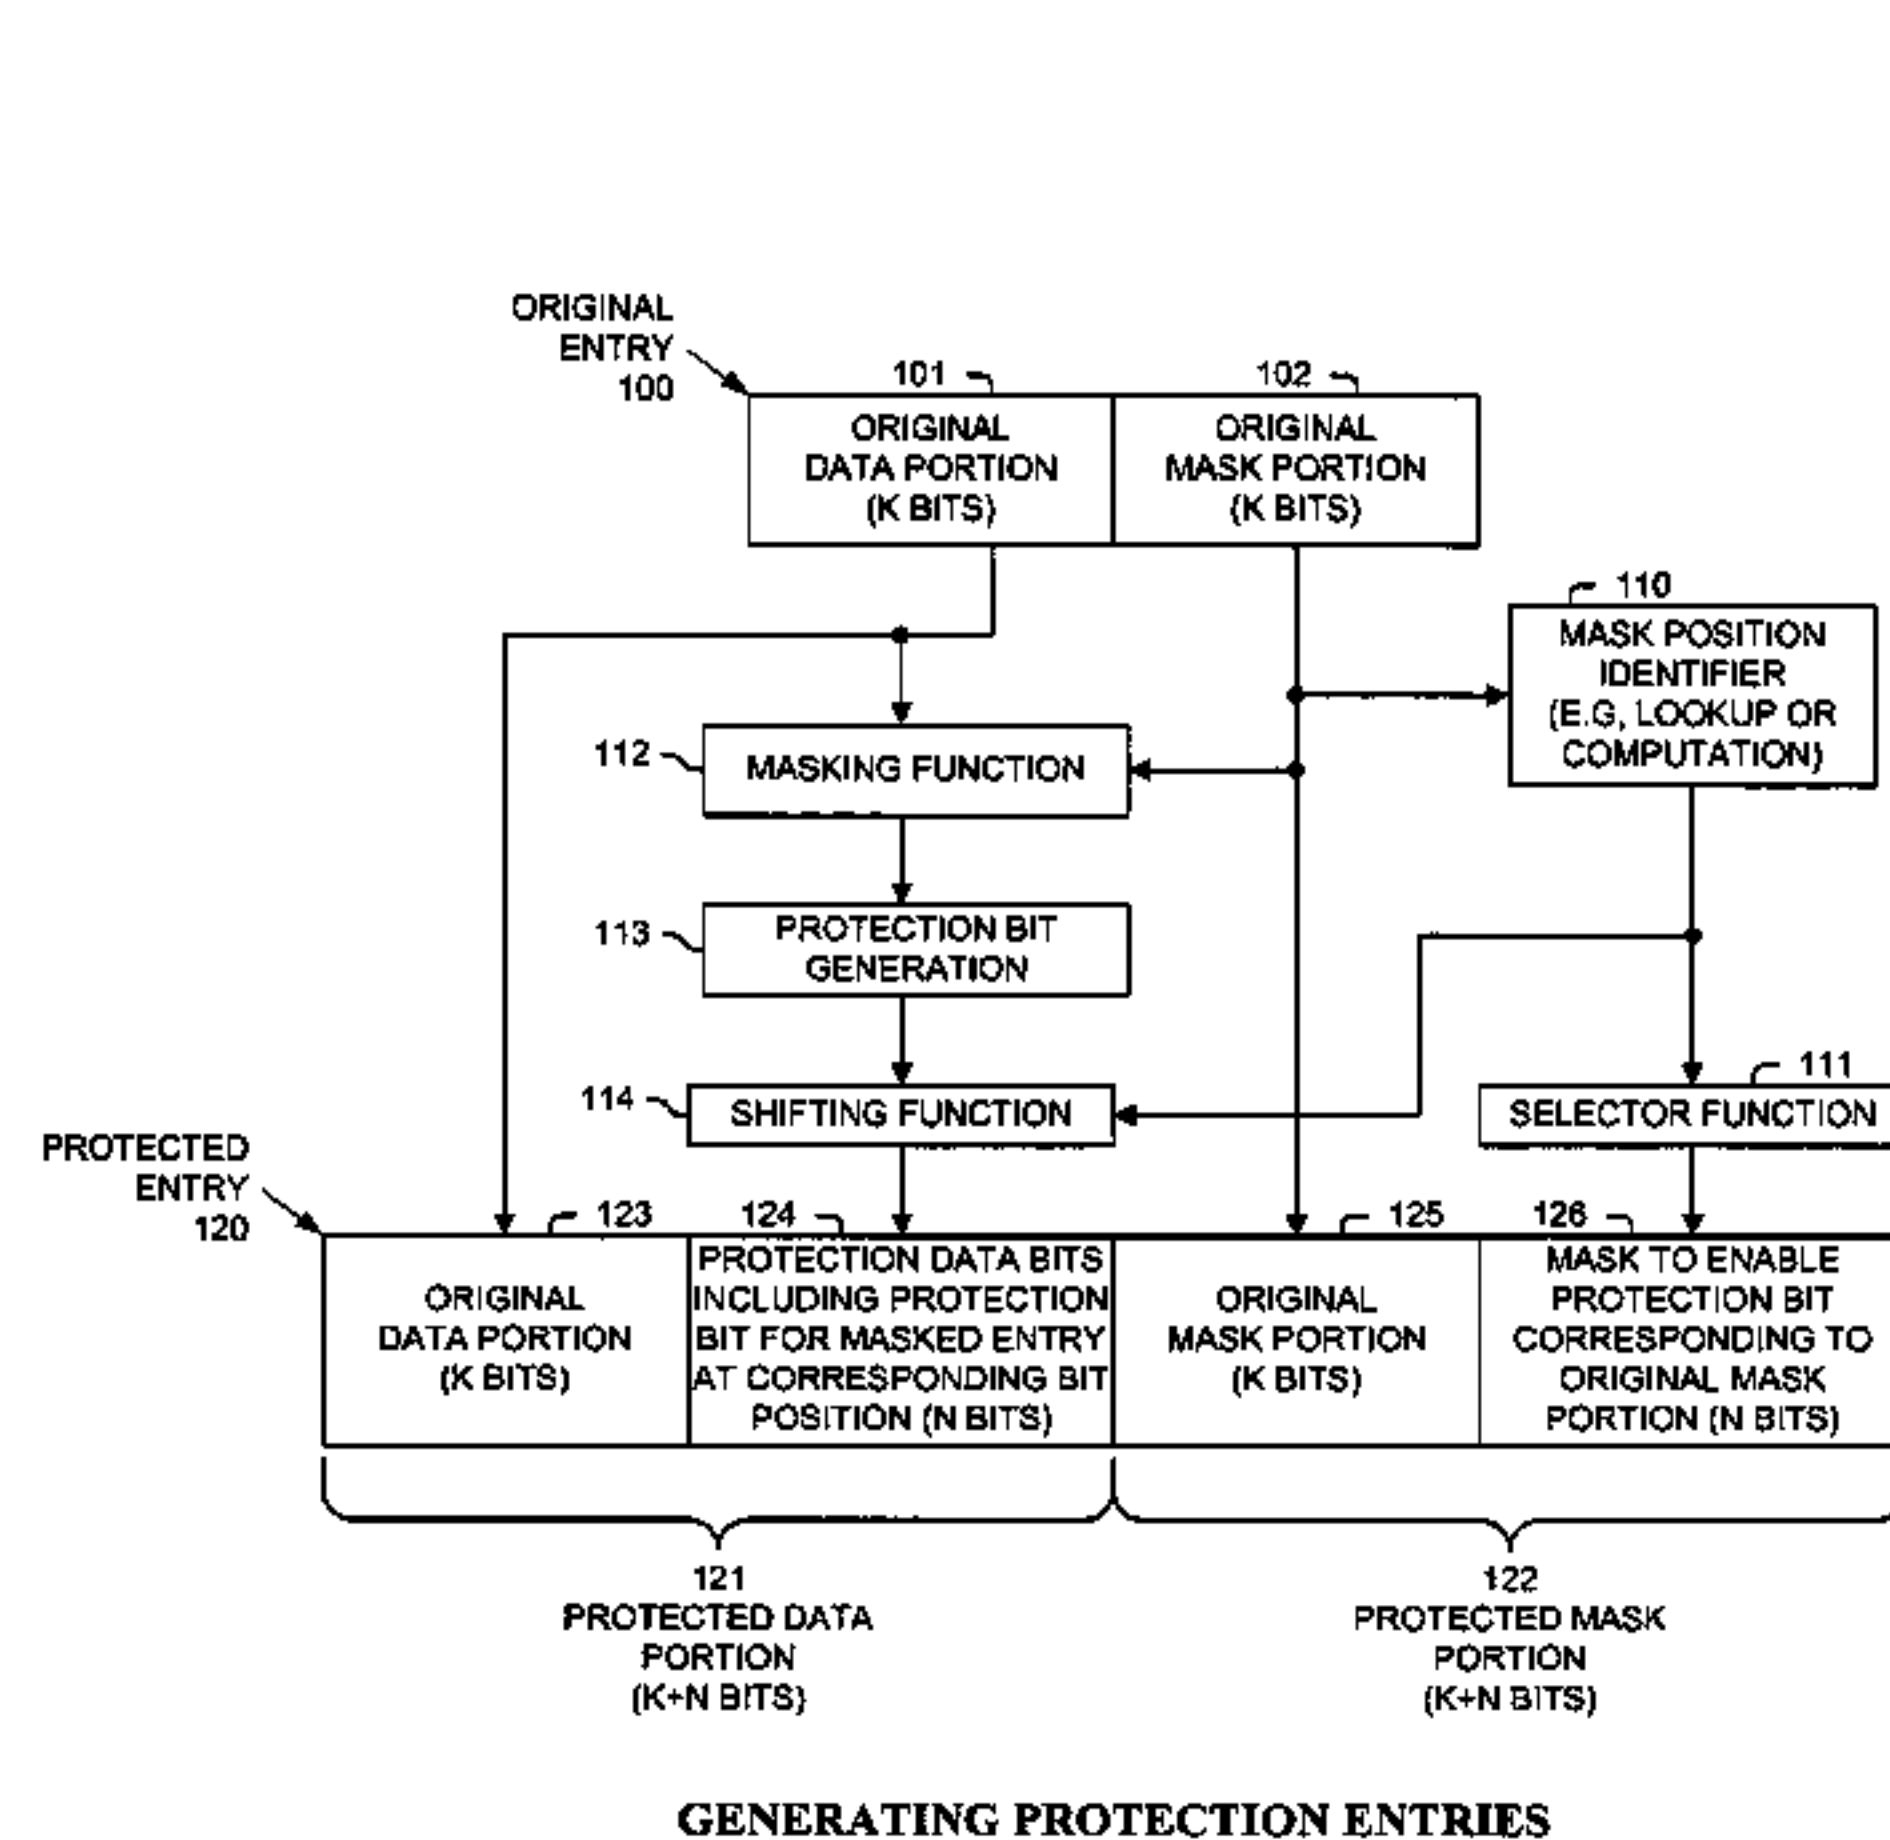 ORIGINAL
ENTRY
100
101
102
ORIGINAL
DATA PORTION
(K BITS)
ORIGINAL
MASK PORTION
(K BITS)
110
MASK POSITION
IDENTIFIER
(E.G, LOOKUP OR
COMPUTATION)
112
MASKING FUNCTION
113
PROTECTION BIT
GENERATION
114
SHIFTING FUNCTION
111
SELECTOR FUNCTION
PROTECTED
ENTRY
120
123
124
125
126
ORIGINAL
DATA PORTION
(K BITS)
PROTECTION DATA BITS
INCLUDING PROTECTION
BIT FOR MASKED ENTRY
AT CORRESPONDING BIT
POSITION (N BITS)
ORIGINAL
MASK PORTION
(K BITS)
MASK TO ENABLE
PROTECTION BIT
CORRESPONDING TO
ORIGINAL MASK
PORTION (N BITS)
121
PROTECTED DATA
PORTION
(K+N BITS)
122
PROTECTED MASK
PORTION
(K+N BITS)
GENERATING PROTECTION ENTRIES